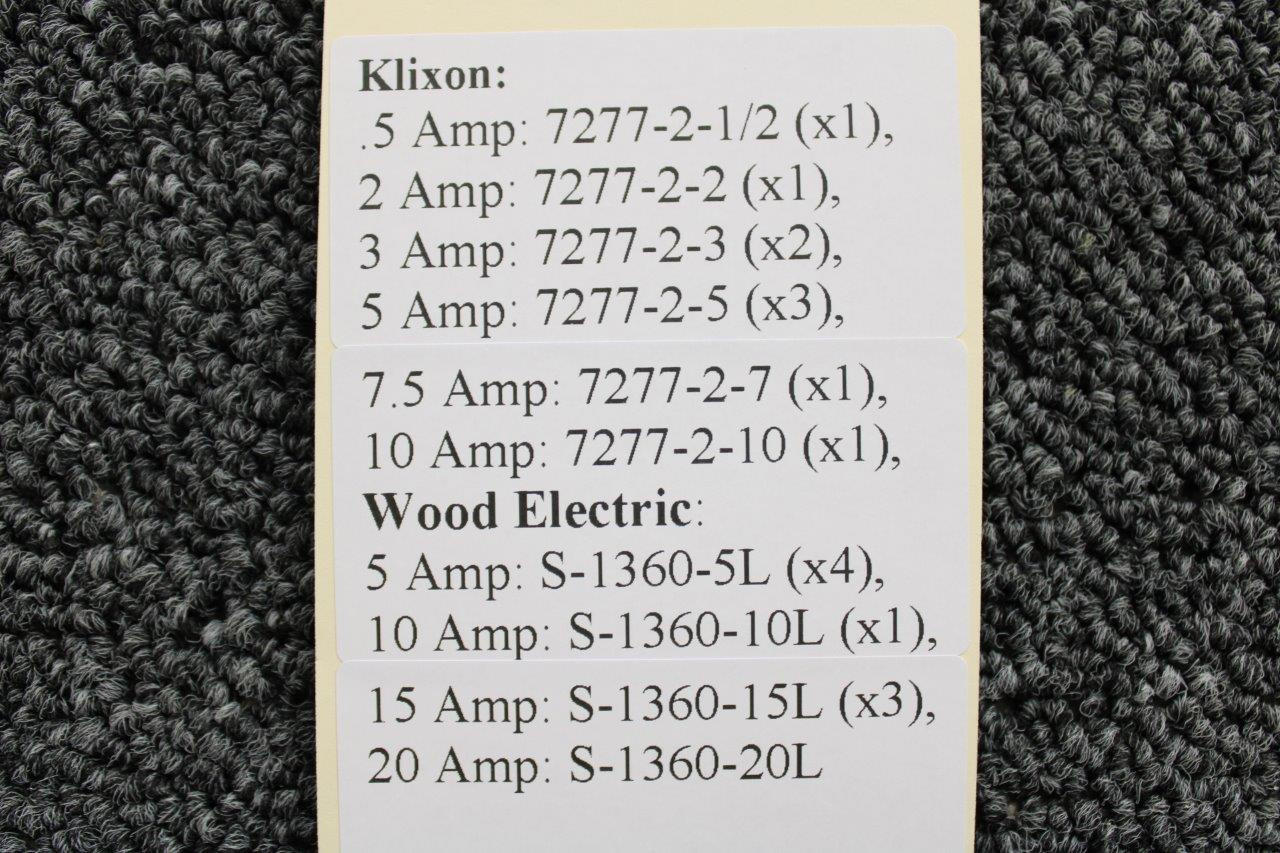 Klixon:
.5 Amp: 7277-2-1/2 (x1),
2 Amp: 7277-2-2 (x1),
3 Amp: 7277-2-3 (x2),
5 Amp: 7277-2-5 (x3),
7.5 Amp: 7277-2-7 (x1),
10 Amp: 7277-2-10 (x1),
Wood Electric:
5 Amp: S-1360-5L (x4),
10 Amp: S-1360-10L (x1),
15 Amp: S-1360-15L (x3),
20 Amp: S-1360-20L